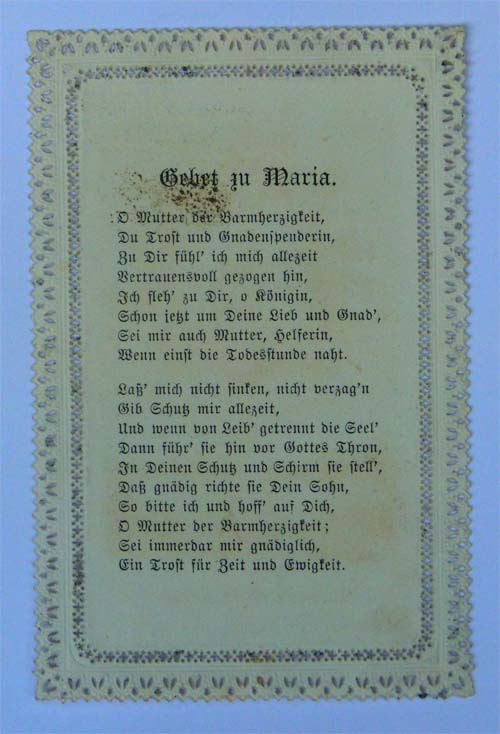 Gebet zu Maria.
O Mutter der Barmherzigkeit,
Du Trost und Gnadenspenderin,
Zu Dir fühl' ich mich allezeit
Vertrauensvoll gezogen hin,
Ich fleh' zu Dir, o Königin,
Schon jetzt um Deine Lieb und Gnad',
Sei mir auch Mutter, Helferin,
Wenn einst die Todesstunde naht.
Laß' mich nicht sinken, nicht verzag'n
Gib Schutz mir allezeit,
Und wenn von Leib' getrennt die Seel'
Dann führ' sie hin vor Gottes Thron,
In Deinen Schutz und Schirm sie stell',
Daß gnädig richte sie Dein Sohn,
So bitte ich und hoff' auf Dich,
O Mutter der Barmherzigkeit;
Sei immerdar mir gnädiglich,
Ein Trost für Zeit und Ewigkeit.